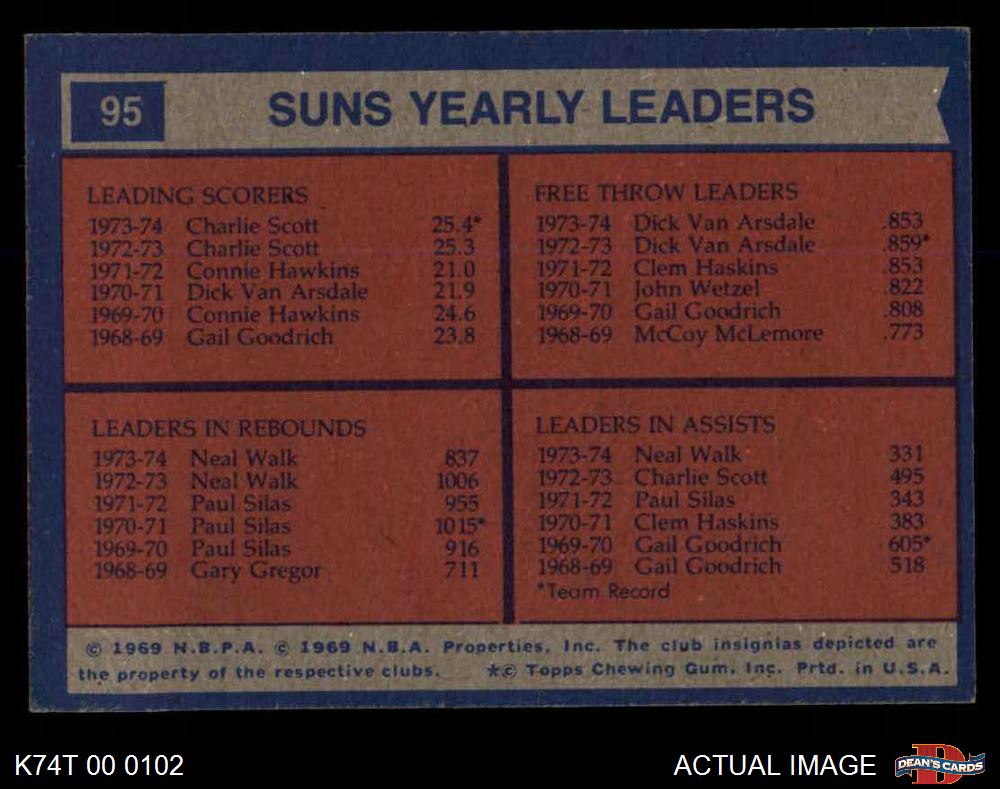 95
SUNS YEARLY LEADERS
LEADING SCORERS
1973-74 Charlie Scott 25.4*
1972-73 Charlie Scott 25.3
1971-72 Connie Hawkins 21.0
1970-71 Dick Van Arsdale 21.9
1969-70 Connie Hawkins 24.6
1968-69 Gail Goodrich 23.8
FREE THROW LEADERS
1973-74 Dick Van Arsdale .853
1972-73 Dick Van Arsdale .859*
1971-72 Clem Haskins .853
1970-71 John Wetzel .822
1969-70 Gail Goodrich .808
1968-69 McCoy McLemore .773
LEADERS IN REBOUNDS
1973-74 Neal Walk 837
1972-73 Neal Walk 1006
1971-72 Paul Silas 955
1970-71 Paul Silas 1015*
1969-70 Paul Silas 916
1968-69 Gary Gregor 711
LEADERS IN ASSISTS
1973-74 Neal Walk 331
1972-73 Charlie Scott 495
1971-72 Paul Silas 343
1970-71 Clem Haskins 383
1969-70 Gail Goodrich 605*
1968-69 Gail Goodrich 518
*Team Record
© 1969 N.B.P.A. © 1969 N.B.A. Properties, Inc. The club insignias depicted are
the property of the respective clubs. *© Topps Chewing Gum, Inc. Prtd. in U.S.A.
K74T 00 0102
ACTUAL IMAGE
D
DEAN'S CARDS